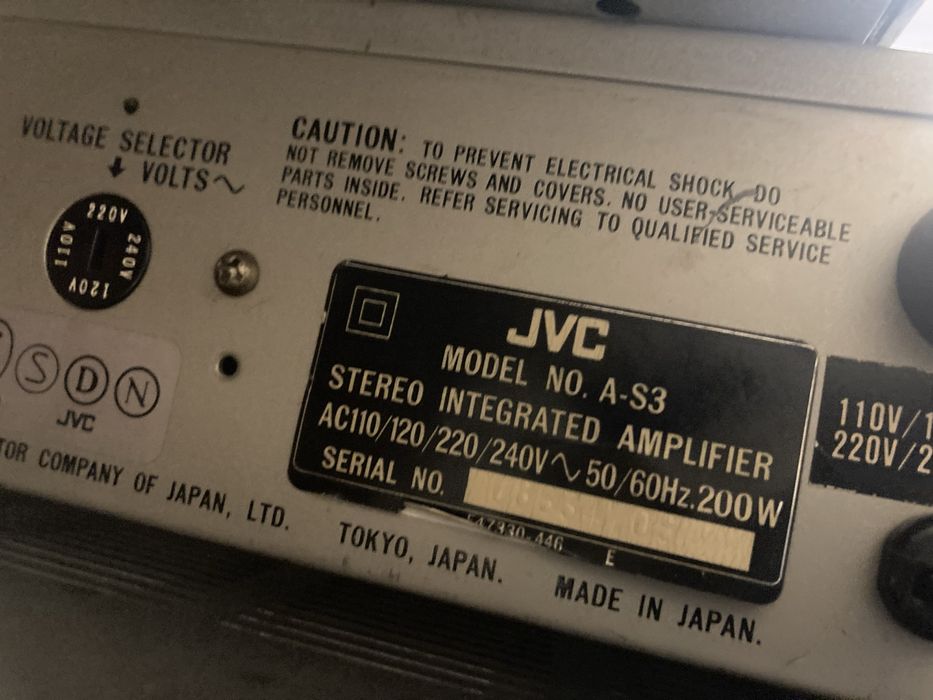 VOLTAGE SELECTOR
VOLTS~
220V
240V
120V
110V
CAUTION: TO PREVENT ELECTRICAL SHOCK, DO
NOT REMOVE SCREWS AND COVERS. NO USER-SERVICEABLE
PARTS INSIDE. REFER SERVICING TO QUALIFIED SERVICE
PERSONNEL.
JVC
MODEL NO. A-S3
STEREO INTEGRATED AMPLIFIER
AC110/120/220/240V~50/60Hz.200W
SERIAL NO.
E47330-446 E
S D N
JVC
COMPANY OF JAPAN, LTD. TOKYO, JAPAN. MADE IN JAPAN.
110V/
220V/